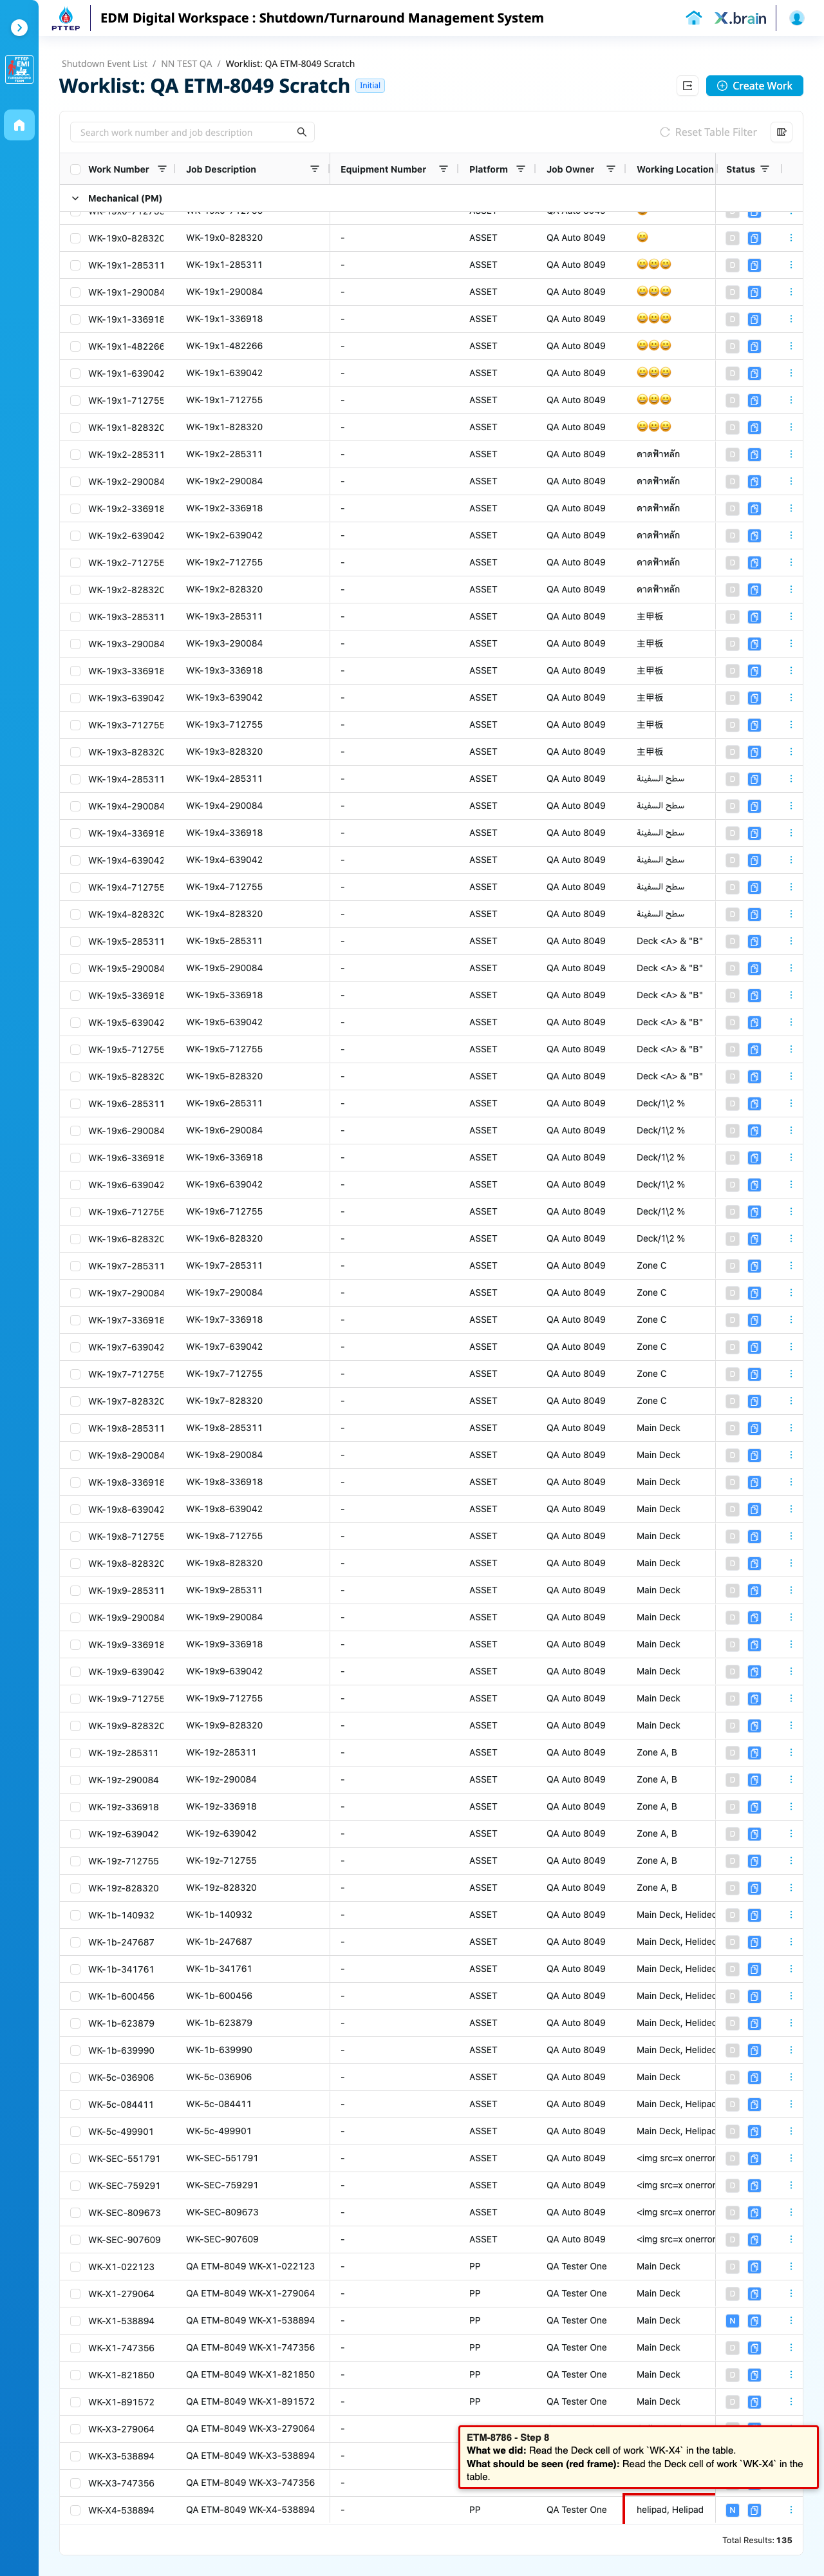 PTTEP
EDM Digital Workspace : Shutdown/Turnaround Management System
X.brain
Shutdown Event List / NN TEST QA / Worklist: QA ETM-8049 Scratch
Worklist: QA ETM-8049 Scratch Initial
Create Work
Search work number and job description
Reset Table Filter
Work Number Job Description Equipment Number Platform Job Owner Working Location Status
Mechanical (PM)
WK-19x0-828320 WK-19x0-828320 - ASSET QA Auto 8049 😀 D
WK-19x1-285311 WK-19x1-285311 - ASSET QA Auto 8049 😀😀😀 D
WK-19x1-290084 WK-19x1-290084 - ASSET QA Auto 8049 😀😀😀 D
WK-19x1-336918 WK-19x1-336918 - ASSET QA Auto 8049 😀😀😀 D
WK-19x1-482266 WK-19x1-482266 - ASSET QA Auto 8049 😀😀😀 D
WK-19x1-639042 WK-19x1-639042 - ASSET QA Auto 8049 😀😀😀 D
WK-19x1-712755 WK-19x1-712755 - ASSET QA Auto 8049 😀😀😀 D
WK-19x1-828320 WK-19x1-828320 - ASSET QA Auto 8049 😀😀😀 D
WK-19x2-285311 WK-19x2-285311 - ASSET QA Auto 8049 ดาดฟ้าหลัก D
WK-19x2-290084 WK-19x2-290084 - ASSET QA Auto 8049 ดาดฟ้าหลัก D
WK-19x2-336918 WK-19x2-336918 - ASSET QA Auto 8049 ดาดฟ้าหลัก D
WK-19x2-639042 WK-19x2-639042 - ASSET QA Auto 8049 ดาดฟ้าหลัก D
WK-19x2-712755 WK-19x2-712755 - ASSET QA Auto 8049 ดาดฟ้าหลัก D
WK-19x2-828320 WK-19x2-828320 - ASSET QA Auto 8049 ดาดฟ้าหลัก D
WK-19x3-285311 WK-19x3-285311 - ASSET QA Auto 8049 主甲板 D
WK-19x3-290084 WK-19x3-290084 - ASSET QA Auto 8049 主甲板 D
WK-19x3-336918 WK-19x3-336918 - ASSET QA Auto 8049 主甲板 D
WK-19x3-639042 WK-19x3-639042 - ASSET QA Auto 8049 主甲板 D
WK-19x3-712755 WK-19x3-712755 - ASSET QA Auto 8049 主甲板 D
WK-19x3-828320 WK-19x3-828320 - ASSET QA Auto 8049 主甲板 D
WK-19x4-285311 WK-19x4-285311 - ASSET QA Auto 8049 سطح السفينة D
WK-19x4-290084 WK-19x4-290084 - ASSET QA Auto 8049 سطح السفينة D
WK-19x4-336918 WK-19x4-336918 - ASSET QA Auto 8049 سطح السفينة D
WK-19x4-639042 WK-19x4-639042 - ASSET QA Auto 8049 سطح السفينة D
WK-19x4-712755 WK-19x4-712755 - ASSET QA Auto 8049 سطح السفينة D
WK-19x4-828320 WK-19x4-828320 - ASSET QA Auto 8049 سطح السفينة D
WK-19x5-285311 WK-19x5-285311 - ASSET QA Auto 8049 Deck <A> & "B" D
WK-19x5-290084 WK-19x5-290084 - ASSET QA Auto 8049 Deck <A> & "B" D
WK-19x5-336918 WK-19x5-336918 - ASSET QA Auto 8049 Deck <A> & "B" D
WK-19x5-639042 WK-19x5-639042 - ASSET QA Auto 8049 Deck <A> & "B" D
WK-19x5-712755 WK-19x5-712755 - ASSET QA Auto 8049 Deck <A> & "B" D
WK-19x5-828320 WK-19x5-828320 - ASSET QA Auto 8049 Deck <A> & "B" D
WK-19x6-285311 WK-19x6-285311 - ASSET QA Auto 8049 Deck/1\2 % D
WK-19x6-290084 WK-19x6-290084 - ASSET QA Auto 8049 Deck/1\2 % D
WK-19x6-336918 WK-19x6-336918 - ASSET QA Auto 8049 Deck/1\2 % D
WK-19x6-639042 WK-19x6-639042 - ASSET QA Auto 8049 Deck/1\2 % D
WK-19x6-712755 WK-19x6-712755 - ASSET QA Auto 8049 Deck/1\2 % D
WK-19x6-828320 WK-19x6-828320 - ASSET QA Auto 8049 Deck/1\2 % D
WK-19x7-285311 WK-19x7-285311 - ASSET QA Auto 8049 Zone C D
WK-19x7-290084 WK-19x7-290084 - ASSET QA Auto 8049 Zone C D
WK-19x7-336918 WK-19x7-336918 - ASSET QA Auto 8049 Zone C D
WK-19x7-639042 WK-19x7-639042 - ASSET QA Auto 8049 Zone C D
WK-19x7-712755 WK-19x7-712755 - ASSET QA Auto 8049 Zone C D
WK-19x7-828320 WK-19x7-828320 - ASSET QA Auto 8049 Zone C D
WK-19x8-285311 WK-19x8-285311 - ASSET QA Auto 8049 Main Deck D
WK-19x8-290084 WK-19x8-290084 - ASSET QA Auto 8049 Main Deck D
WK-19x8-336918 WK-19x8-336918 - ASSET QA Auto 8049 Main Deck D
WK-19x8-639042 WK-19x8-639042 - ASSET QA Auto 8049 Main Deck D
WK-19x8-712755 WK-19x8-712755 - ASSET QA Auto 8049 Main Deck D
WK-19x8-828320 WK-19x8-828320 - ASSET QA Auto 8049 Main Deck D
WK-19x9-285311 WK-19x9-285311 - ASSET QA Auto 8049 Main Deck D
WK-19x9-290084 WK-19x9-290084 - ASSET QA Auto 8049 Main Deck D
WK-19x9-336918 WK-19x9-336918 - ASSET QA Auto 8049 Main Deck D
WK-19x9-639042 WK-19x9-639042 - ASSET QA Auto 8049 Main Deck D
WK-19x9-712755 WK-19x9-712755 - ASSET QA Auto 8049 Main Deck D
WK-19x9-828320 WK-19x9-828320 - ASSET QA Auto 8049 Main Deck D
WK-19z-285311 WK-19z-285311 - ASSET QA Auto 8049 Zone A, B D
WK-19z-290084 WK-19z-290084 - ASSET QA Auto 8049 Zone A, B D
WK-19z-336918 WK-19z-336918 - ASSET QA Auto 8049 Zone A, B D
WK-19z-639042 WK-19z-639042 - ASSET QA Auto 8049 Zone A, B D
WK-19z-712755 WK-19z-712755 - ASSET QA Auto 8049 Zone A, B D
WK-19z-828320 WK-19z-828320 - ASSET QA Auto 8049 Zone A, B D
WK-1b-140932 WK-1b-140932 - ASSET QA Auto 8049 Main Deck, Helidec D
WK-1b-247687 WK-1b-247687 - ASSET QA Auto 8049 Main Deck, Helidec D
WK-1b-341761 WK-1b-341761 - ASSET QA Auto 8049 Main Deck, Helidec D
WK-1b-600456 WK-1b-600456 - ASSET QA Auto 8049 Main Deck, Helidec D
WK-1b-623879 WK-1b-623879 - ASSET QA Auto 8049 Main Deck, Helidec D
WK-1b-639990 WK-1b-639990 - ASSET QA Auto 8049 Main Deck, Helidec D
WK-5c-036906 WK-5c-036906 - ASSET QA Auto 8049 Main Deck D
WK-5c-084411 WK-5c-084411 - ASSET QA Auto 8049 Main Deck, Helipac D
WK-5c-499901 WK-5c-499901 - ASSET QA Auto 8049 Main Deck, Helipac D
WK-SEC-551791 WK-SEC-551791 - ASSET QA Auto 8049 <img src=x onerror D
WK-SEC-759291 WK-SEC-759291 - ASSET QA Auto 8049 <img src=x onerror D
WK-SEC-809673 WK-SEC-809673 - ASSET QA Auto 8049 <img src=x onerror D
WK-SEC-907609 WK-SEC-907609 - ASSET QA Auto 8049 <img src=x onerror D
WK-X1-022123 QA ETM-8049 WK-X1-022123 - PP QA Tester One Main Deck D
WK-X1-279064 QA ETM-8049 WK-X1-279064 - PP QA Tester One Main Deck D
WK-X1-538894 QA ETM-8049 WK-X1-538894 - PP QA Tester One Main Deck N
WK-X1-747356 QA ETM-8049 WK-X1-747356 - PP QA Tester One Main Deck D
WK-X1-821850 QA ETM-8049 WK-X1-821850 - PP QA Tester One Main Deck D
WK-X1-891572 QA ETM-8049 WK-X1-891572 - PP QA Tester One Main Deck D
WK-X3-279064 QA ETM-8049 WK-X3-279064 -
WK-X3-538894 QA ETM-8049 WK-X3-538894 -
WK-X3-747356 QA ETM-8049 WK-X3-747356 -
ETM-8786 - Step 8
What we did: Read the Deck cell of work `WK-X4` in the table.
What should be seen (red frame): Read the Deck cell of work `WK-X4` in the
table.
WK-X4-538894 QA ETM-8049 WK-X4-538894 - PP QA Tester One helipad, Helipad N
Total Results: 135